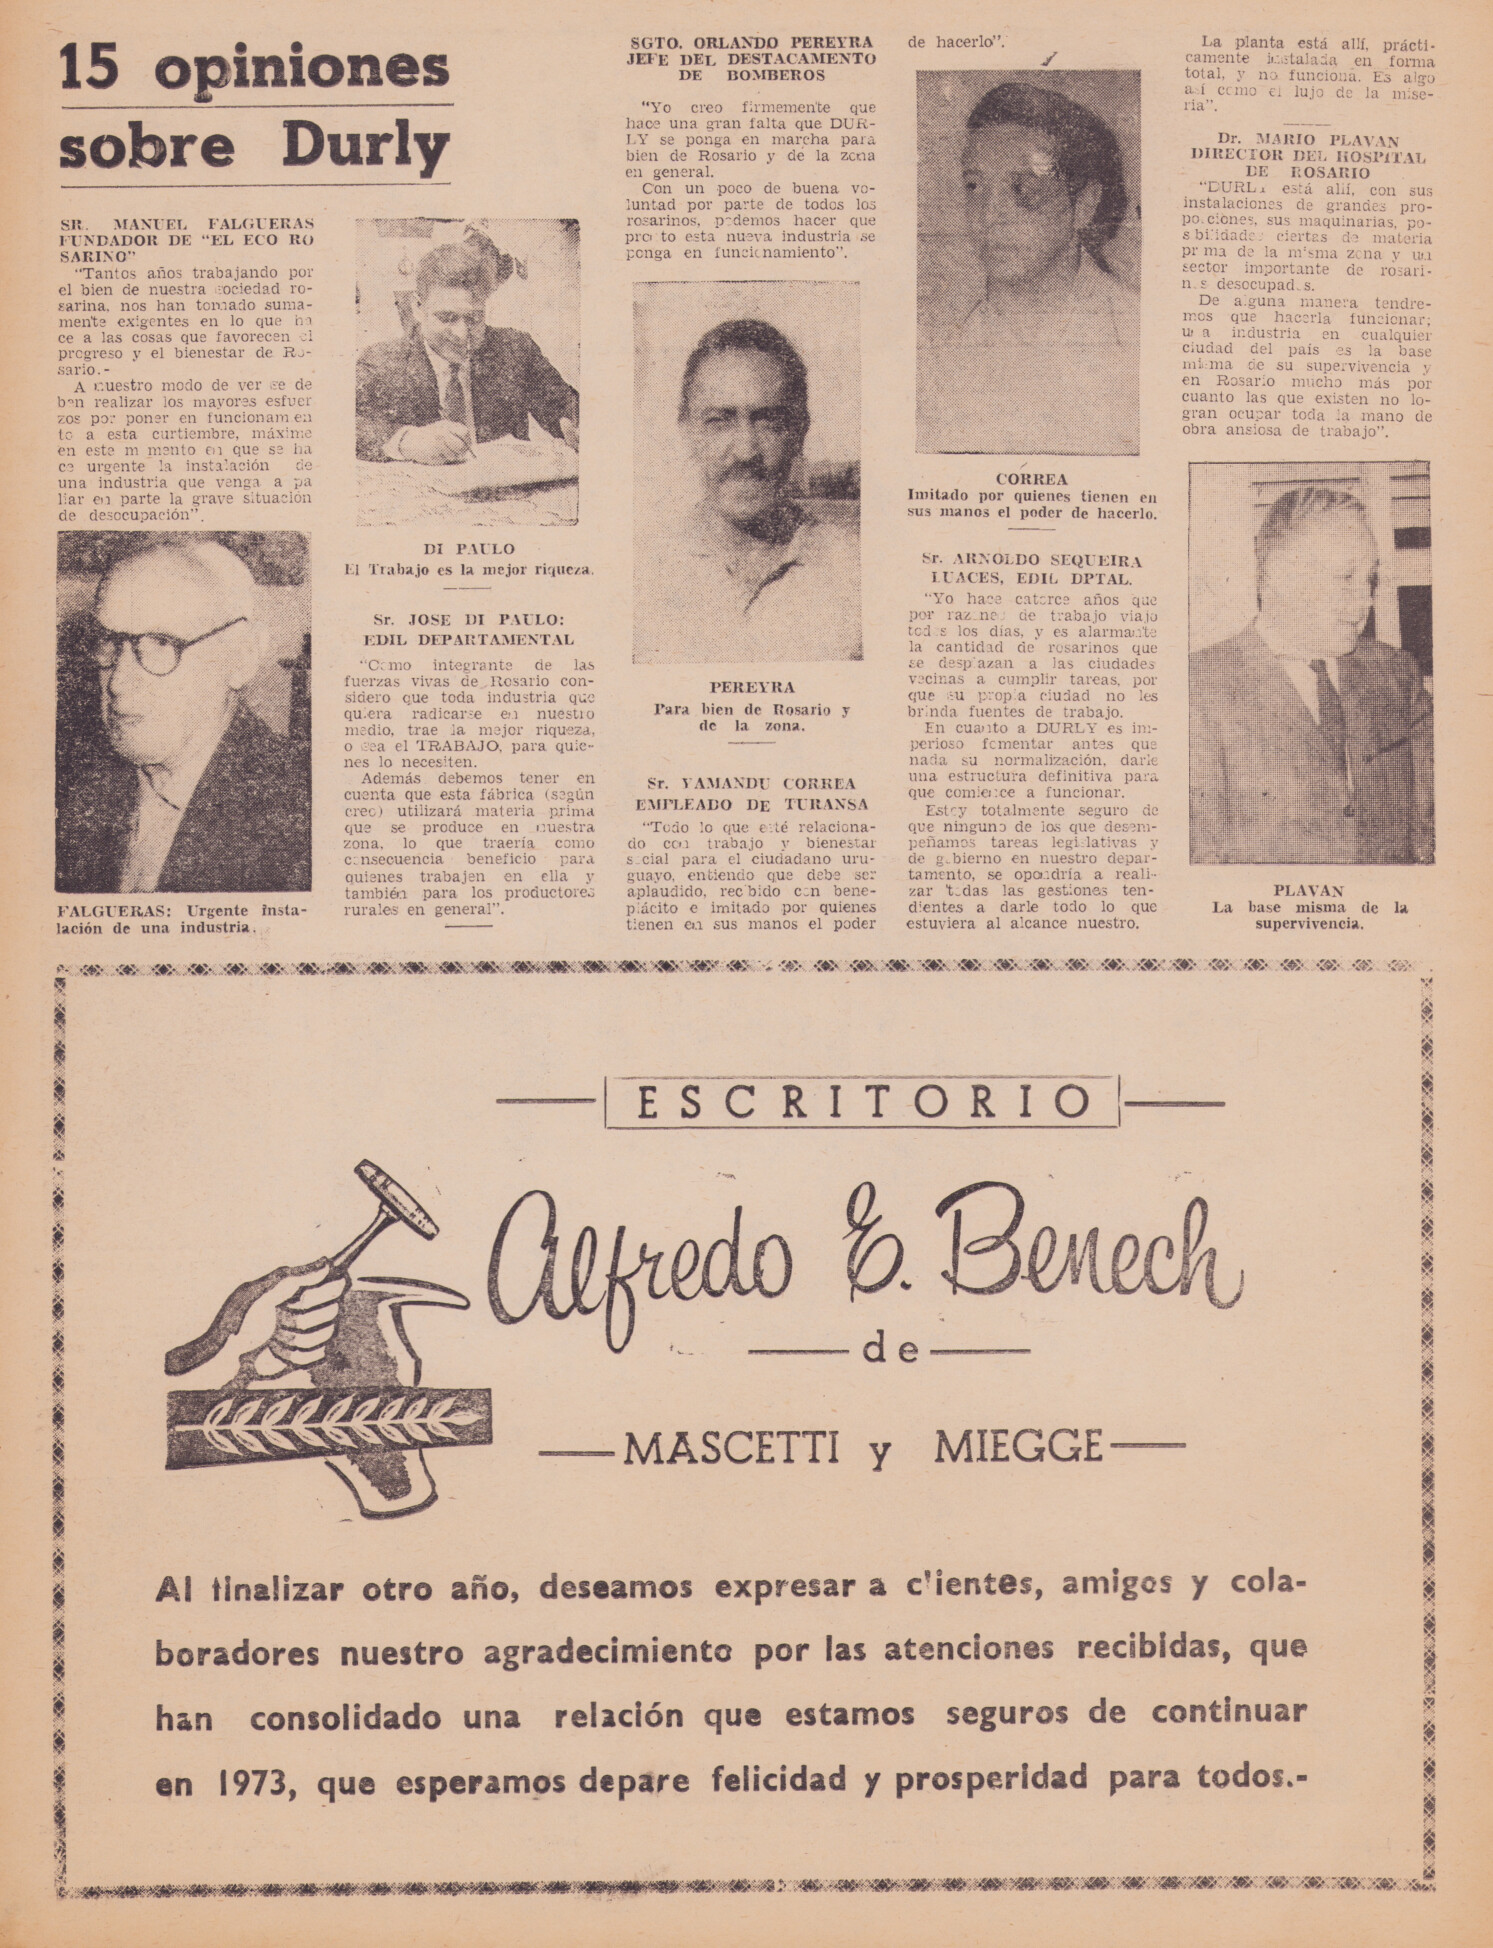 15 opiniones
sobre Durly
SR. MANUEL FALGUERAS
FUNDADOR DE "EL ECO RO
SARINO"
"Tantos años trabajando por
el bien de nuestra sociedad ro-
sarina, nos han tornado suma-
mente exigentes en lo que ha
ce a las cosas que favorecen el
progreso y el bienestar de Ro-
sario.-
A nuestro modo de ver se de
ben realizar los mayores esfuer
zos por poner en funcionamien
to a esta curtiembre, máxime
en este momento en que se ha
ce urgente la instalación de
una industria que venga a pa
liar en parte la grave situación
de desocupación".
FALGUERAS: Urgente insta-
lación de una industria.
DI PAULO
El Trabajo es la mejor riqueza.
Sr. JOSE DI PAULO:
EDIL DEPARTAMENTAL
"Como integrante de las
fuerzas vivas de Rosario con-
sidero que toda industria que
quiera radicarse en nuestro
medio, trae la mejor riqueza,
o sea el TRABAJO, para quie-
nes lo necesiten.
Además debemos tener en
cuenta que esta fábrica (según
creo) utilizará materia prima
que se produce en nuestra
zona, lo que traería como
consecuencia beneficio para
quienes trabajen en ella y
también para los productores
rurales en general".
SGTO. ORLANDO PEREYRA
JEFE DEL DESTACAMENTO
DE BOMBEROS
"Yo creo firmemente que
hace una gran falta que DUR-
LY se ponga en marcha para
bien de Rosario y de la zona
en general.
Con un poco de buena vo-
luntad por parte de todos los
rosarinos, podemos hacer que
pronto esta nueva industria se
ponga en funcionamiento".
PEREYRA
Para bien de Rosario y
de la zona.
Sr. YAMANDU CORREA
EMPLEADO DE TURANSA
"Todo lo que esté relaciona-
do con trabajo y bienestar
social para el ciudadano uru-
guayo, entiendo que debe ser
aplaudido, recibido con bene-
plácito e imitado por quienes
tienen en sus manos el poder
de hacerlo".
CORREA
Imitado por quienes tienen en
sus manos el poder de hacerlo.
Sr. ARNOLDO SEQUEIRA
LUACES, EDIL DPTAL.
"Yo hace catorce años que
por razones de trabajo viajo
todos los días, y es alarmante
la cantidad de rosarinos que
se desplazan a las ciudades
vecinas a cumplir tareas, por
que su propia ciudad no les
brinda fuentes de trabajo.
En cuanto a DURLY es im-
perioso fomentar antes que
nada su normalización, darle
una estructura definitiva para
que comience a funcionar.
Estoy totalmente seguro de
que ninguno de los que desem-
peñamos tareas legislativas y
de gobierno en nuestro depar-
tamento, se opondría a reali-
zar todas las gestiones ten-
dientes a darle todo lo que
estuviera al alcance nuestro.
La planta está allí, prácti-
camente instalada en forma
total, y no funciona. Es algo
así como el lujo de la mise-
ria".
Dr. MARIO PLAVAN
DIRECTOR DEL HOSPITAL
DE ROSARIO
"DURLY está allí, con sus
instalaciones de grandes pro-
porciones, sus maquinarias, po-
sibilidades ciertas de materia
prima de la misma zona y un
sector importante de rosari-
nos desocupados.
De alguna manera tendre-
mos que hacerla funcionar;
una industria en cualquier
ciudad del país es la base
misma de su supervivencia y
en Rosario mucho más por
cuanto las que existen no lo-
gran ocupar toda la mano de
obra ansiosa de trabajo".
PLAVAN
La base misma de la
supervivencia.
ESCRITORIO
Alfredo E. Benech
de
MASCETTI y MIEGGE
Al finalizar otro año, deseamos expresar a clientes, amigos y cola-
boradores nuestro agradecimiento por las atenciones recibidas, que
han consolidado una relación que estamos seguros de continuar
en 1973, que esperamos depare felicidad y prosperidad para todos.-